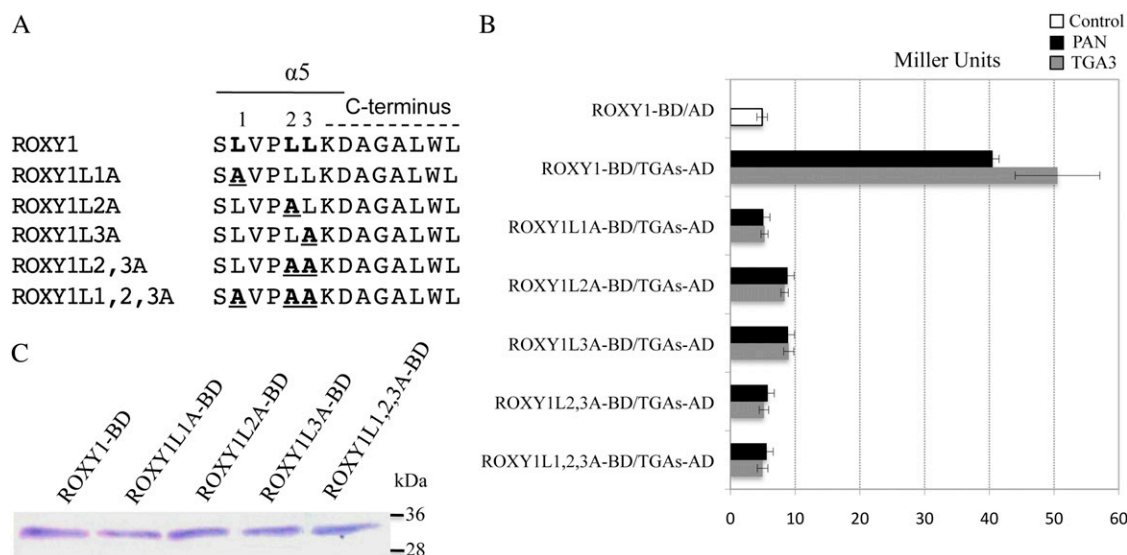 A
α5
C-terminus
1 2 3
ROXY1 SLVPLLKDAGALWL
ROXY1L1A SAVPLLKDAGALWL
ROXY1L2A SLVPALKDAGALWL
ROXY1L3A SLVPLAKDAGALWL
ROXY1L2,3A SLVPAAKDAGALWL
ROXY1L1,2,3A SAVPAAKDAGALWL
B
Control
PAN
TGA3
Miller Units
ROXY1-BD/AD
ROXY1-BD/TGAs-AD
ROXY1L1A-BD/TGAs-AD
ROXY1L2A-BD/TGAs-AD
ROXY1L3A-BD/TGAs-AD
ROXY1L2,3A-BD/TGAs-AD
ROXY1L1,2,3A-BD/TGAs-AD
0 10 20 30 40 50 60
C
ROXY1-BD
ROXY1L1A-BD
ROXY1L2A-BD
ROXY1L3A-BD
ROXY1L1,2,3A-BD
kDa
36
28